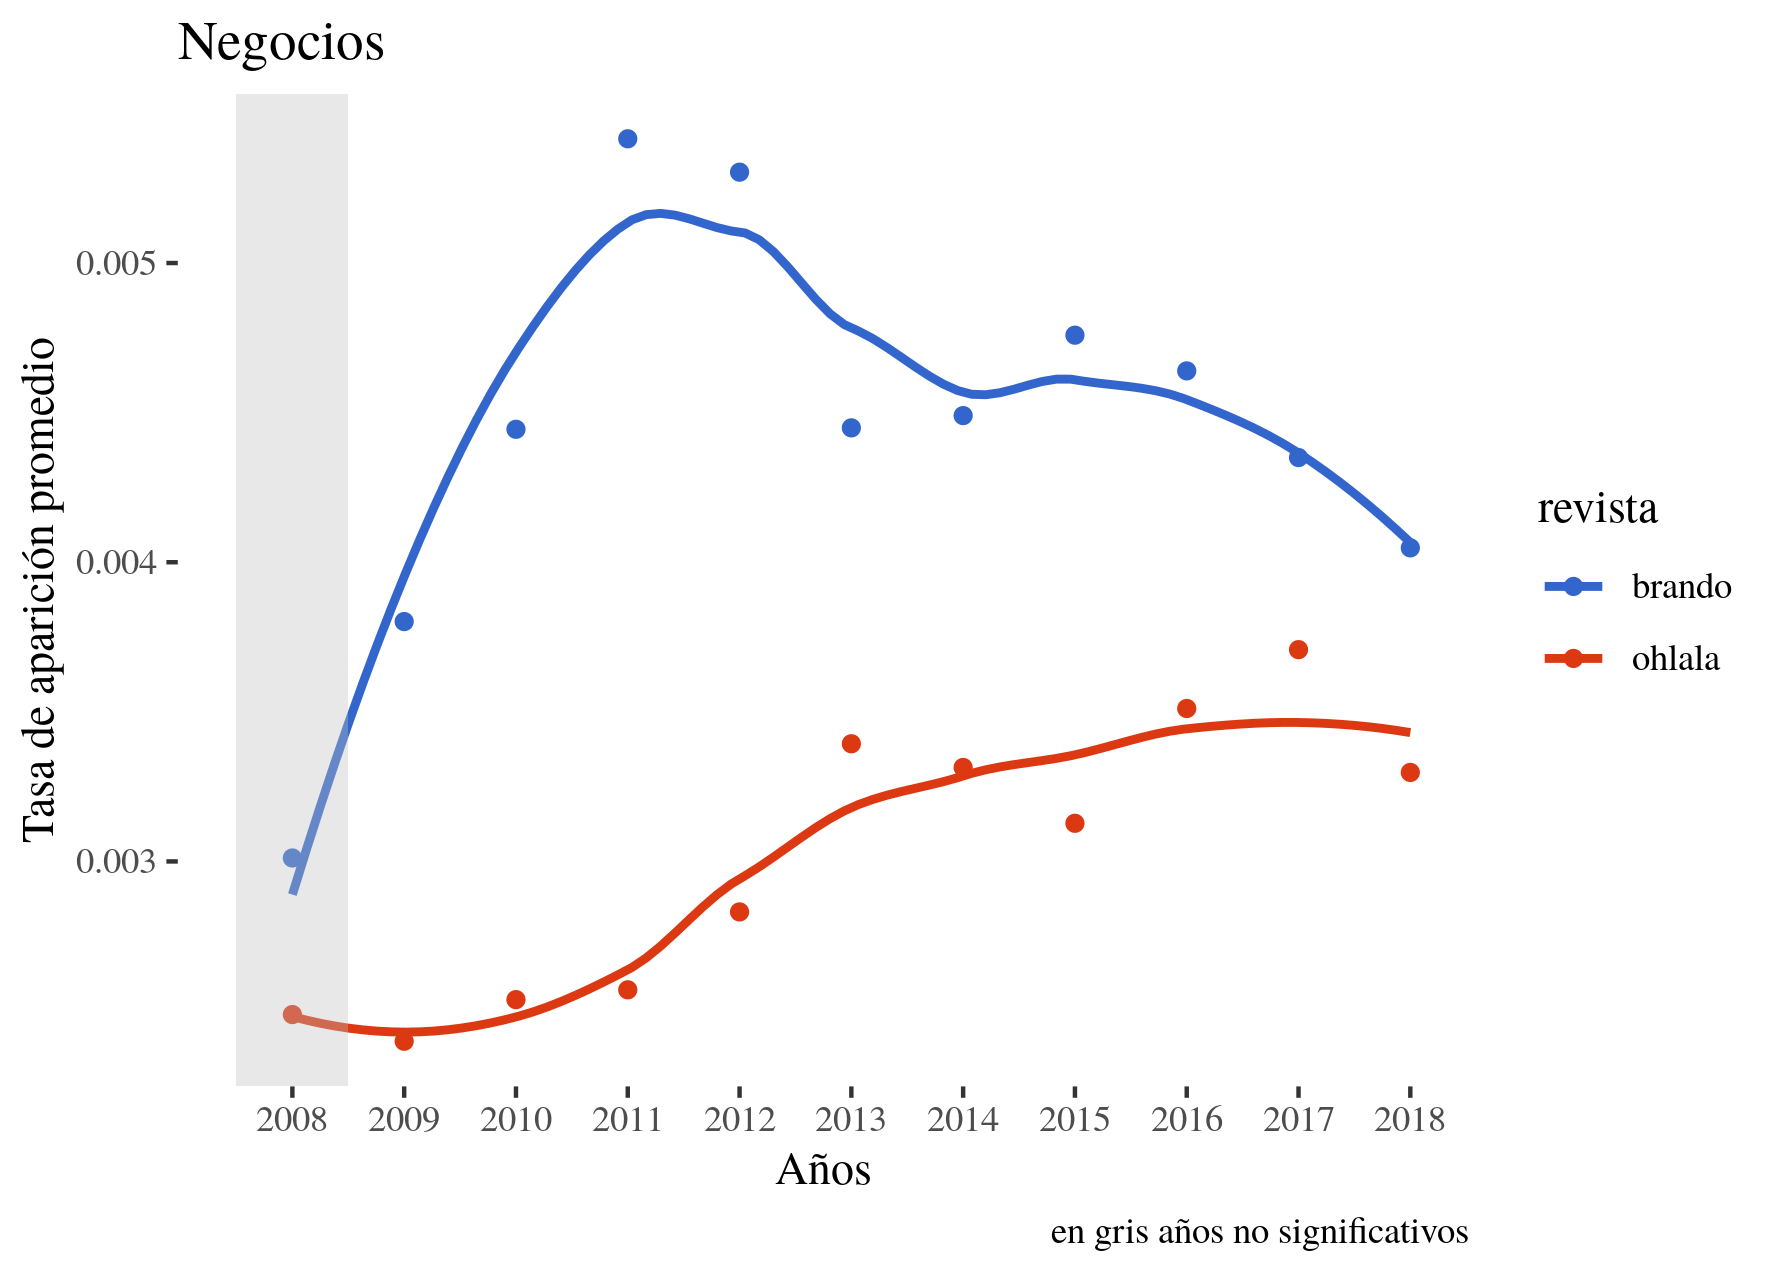 Negocios
Tasa de aparición promedio
0.005
0.004
0.003
2008 2009 2010 2011 2012 2013 2014 2015 2016 2017 2018
Años
revista
brando
ohlala
en gris años no significativos